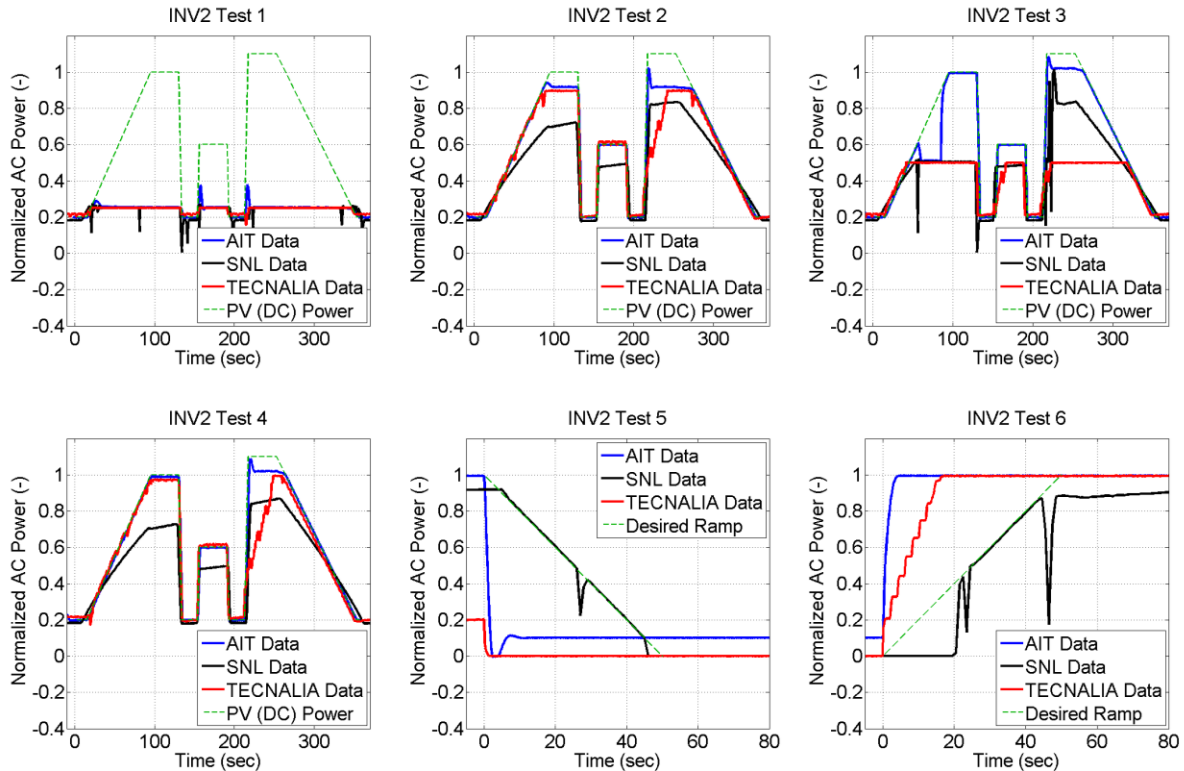 INV2 Test 1
Normalized AC Power (-)
1
0.8
0.6
0.4
0.2
0
-0.2
-0.4
AIT Data
SNL Data
TECNALIA Data
PV (DC) Power
0
100
200
300
Time (sec)
INV2 Test 2
Normalized AC Power (-)
1
0.8
0.6
0.4
0.2
0
-0.2
-0.4
AIT Data
SNL Data
TECNALIA Data
PV (DC) Power
0
100
200
300
Time (sec)
INV2 Test 3
Normalized AC Power (-)
1
0.8
0.6
0.4
0.2
0
-0.2
-0.4
AIT Data
SNL Data
TECNALIA Data
PV (DC) Power
0
100
200
300
Time (sec)
INV2 Test 4
Normalized AC Power (-)
1
0.8
0.6
0.4
0.2
0
-0.2
-0.4
AIT Data
SNL Data
TECNALIA Data
PV (DC) Power
0
100
200
300
Time (sec)
INV2 Test 5
Normalized AC Power (-)
1
0.8
0.6
0.4
0.2
0
-0.2
-0.4
AIT Data
SNL Data
TECNALIA Data
Desired Ramp
0
20
40
60
80
Time (sec)
INV2 Test 6
Normalized AC Power (-)
1
0.8
0.6
0.4
0.2
0
-0.2
-0.4
AIT Data
SNL Data
TECNALIA Data
Desired Ramp
0
20
40
60
80
Time (sec)